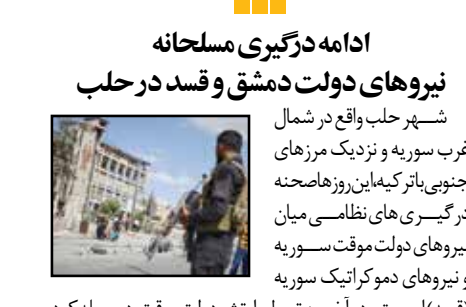 ادامه درگیری مسلحانه
نیروهای دولت دمشق و قسد در حلب
شهر حلب واقع در شمال
غرب سوریه و نزدیک مرزهای
جنوبی با ترکیه، این روزها صحنه
درگیری های نظامی میان
نیروهای دولت موقت سوریه
و نیروهای دموکراتیک سوریه